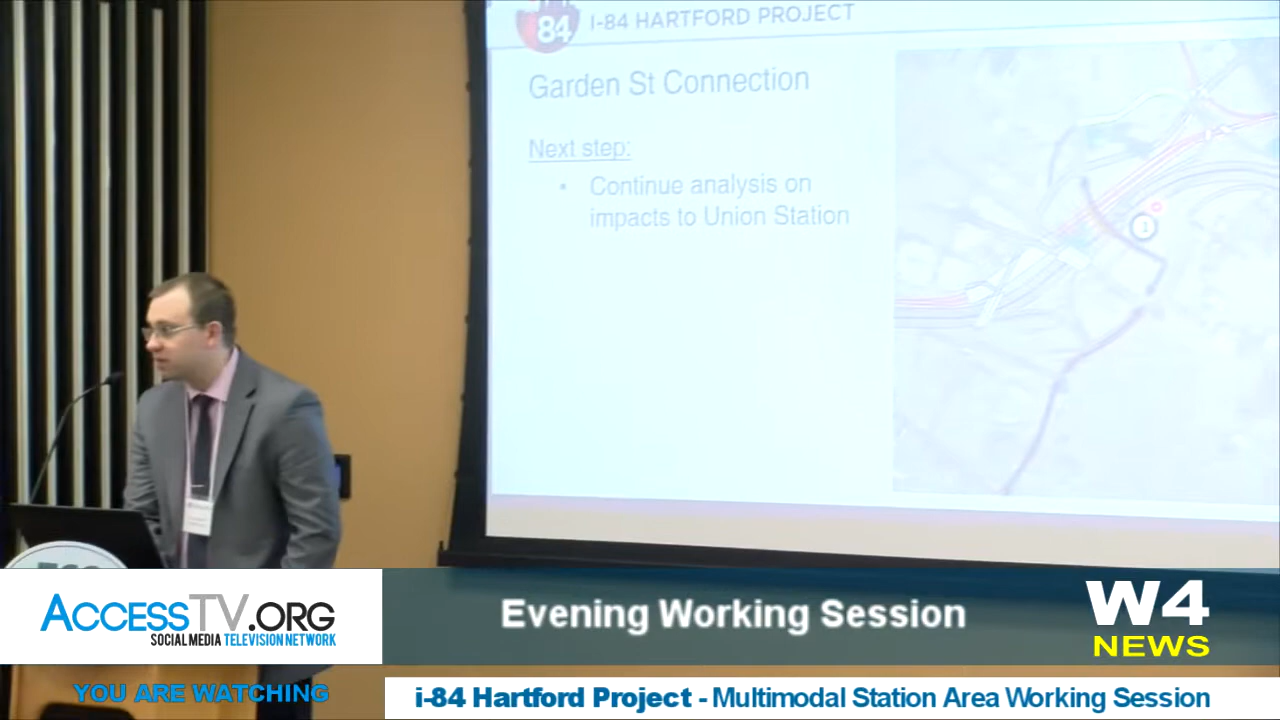 84
I-84 HARTFORD PROJECT
Garden St Connection
Next step:
• Continue analysis on
impacts to Union Station
1
ACCESSTV.ORG
SOCIAL MEDIA TELEVISION NETWORK
Evening Working Session
W4
NEWS
YOU ARE WATCHING
i-84 Hartford Project - Multimodal Station Area Working Session